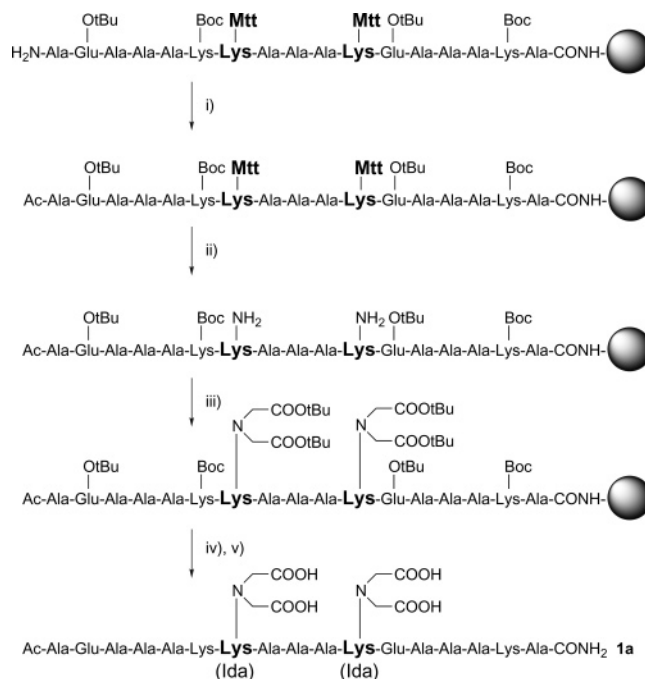 OtBu Boc Mtt Mtt OtBu Boc
H₂N-Ala-Glu-Ala-Ala-Ala-Lys-Lys-Ala-Ala-Ala-Lys-Glu-Ala-Ala-Ala-Lys-Ala-CONH-
i)
OtBu Boc Mtt Mtt OtBu Boc
Ac-Ala-Glu-Ala-Ala-Ala-Lys-Lys-Ala-Ala-Ala-Lys-Glu-Ala-Ala-Ala-Lys-Ala-CONH-
ii)
OtBu Boc NH₂ NH₂ OtBu Boc
Ac-Ala-Glu-Ala-Ala-Ala-Lys-Lys-Ala-Ala-Ala-Lys-Glu-Ala-Ala-Ala-Lys-Ala-CONH-
iii)
COOtBu COOtBu
N N
COOtBu COOtBu
OtBu Boc OtBu Boc
Ac-Ala-Glu-Ala-Ala-Ala-Lys-Lys-Ala-Ala-Ala-Lys-Glu-Ala-Ala-Ala-Lys-Ala-CONH-
iv), v)
COOH COOH
N N
COOH COOH
Ac-Ala-Glu-Ala-Ala-Ala-Lys-Lys-Ala-Ala-Ala-Lys-Glu-Ala-Ala-Ala-Lys-Ala-CONH₂ 1a
(Ida) (Ida)